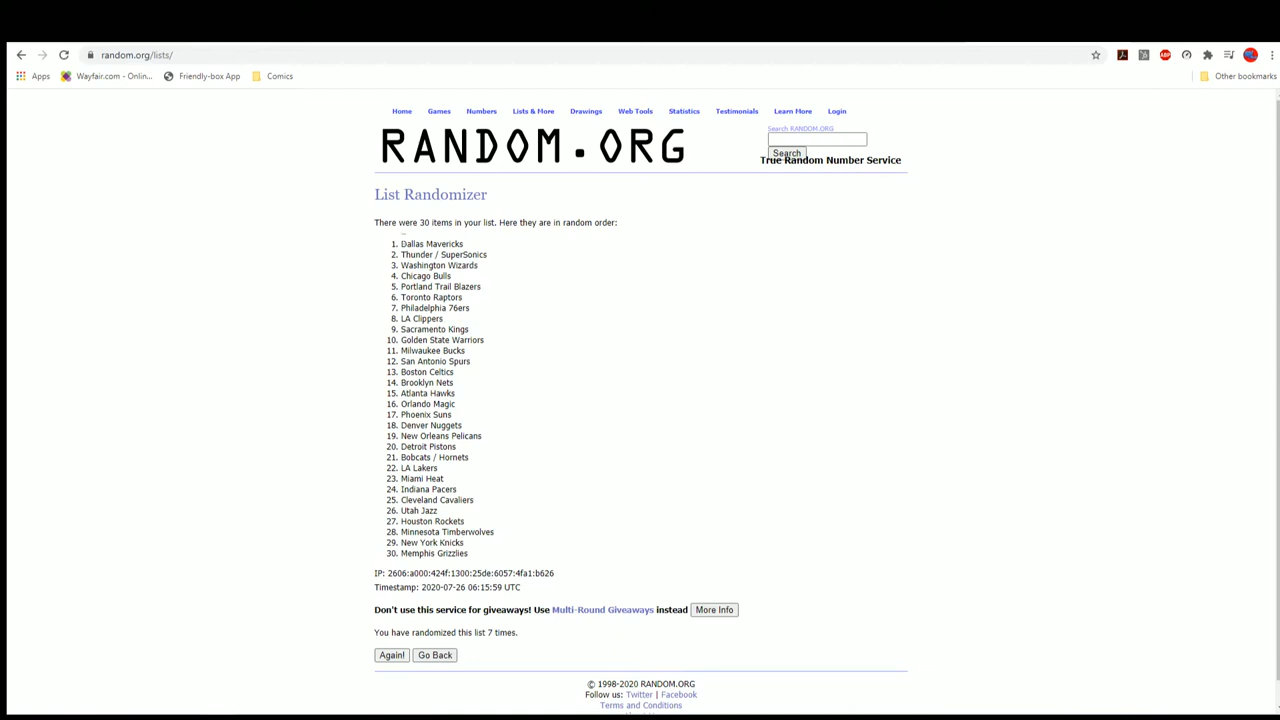 random.org/lists/
Apps Wayfair.com - Onlin... Friendly-box App Comics Other bookmarks
Home Games Numbers Lists & More Drawings Web Tools Statistics Testimonials Learn More Login
RANDOM.ORG
Search RANDOM.ORG
Search
True Random Number Service
List Randomizer
There were 30 items in your list. Here they are in random order:
1. Dallas Mavericks
2. Thunder / SuperSonics
3. Washington Wizards
4. Chicago Bulls
5. Portland Trail Blazers
6. Toronto Raptors
7. Philadelphia 76ers
8. LA Clippers
9. Sacramento Kings
10. Golden State Warriors
11. Milwaukee Bucks
12. San Antonio Spurs
13. Boston Celtics
14. Brooklyn Nets
15. Atlanta Hawks
16. Orlando Magic
17. Phoenix Suns
18. Denver Nuggets
19. New Orleans Pelicans
20. Detroit Pistons
21. Bobcats / Hornets
22. LA Lakers
23. Miami Heat
24. Indiana Pacers
25. Cleveland Cavaliers
26. Utah Jazz
27. Houston Rockets
28. Minnesota Timberwolves
29. New York Knicks
30. Memphis Grizzlies
IP: 2606:a000:424f:1300:25de:6057:4fa1:b626
Timestamp: 2020-07-26 06:15:59 UTC
Don't use this service for giveaways! Use Multi-Round Giveaways instead More Info
You have randomized this list 7 times.
Again! Go Back
© 1998-2020 RANDOM.ORG
Follow us: Twitter | Facebook
Terms and Conditions